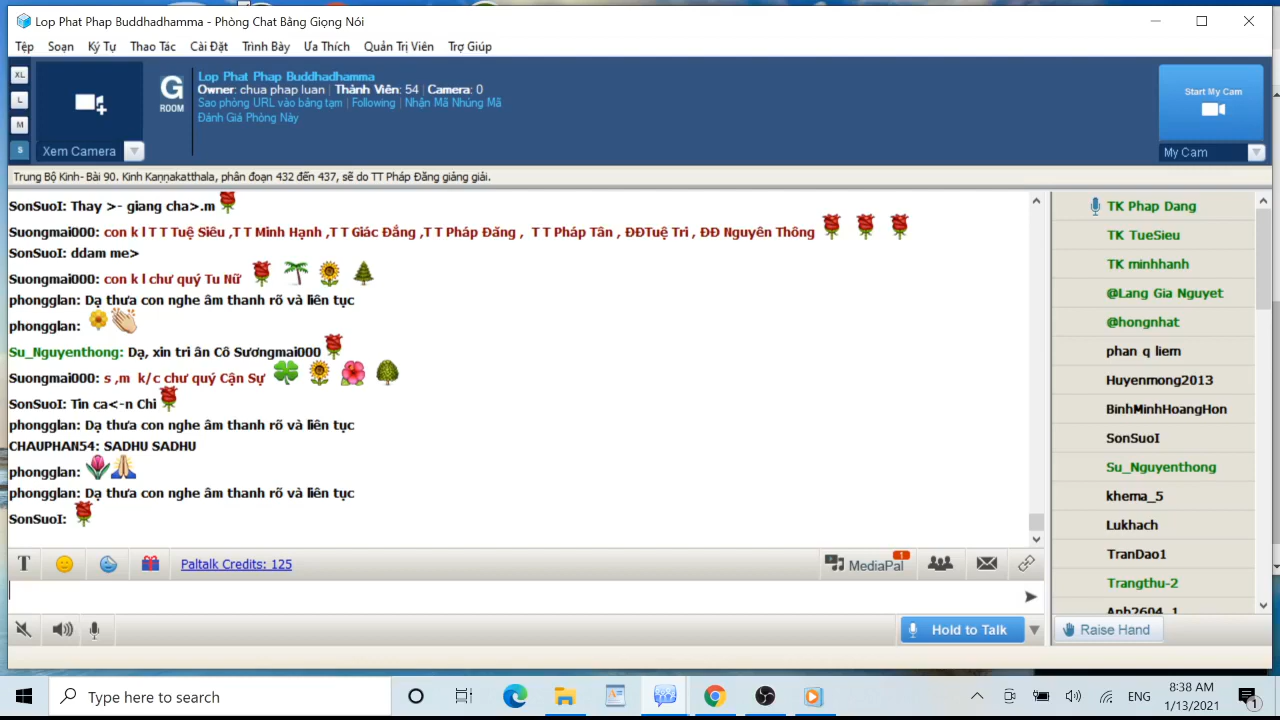 Lop Phat Phap Buddhadhamma - Phòng Chat Bằng Giọng Nói
Tệp Soạn Ký Tự Thao Tác Cài Đặt Trình Bày Ưa Thích Quản Trị Viên Trợ Giúp
XL
L
M
S
Xem Camera
G
ROOM
Lop Phat Phap Buddhadhamma
Owner: chua phap luan | Thành Viên: 54 | Camera: 0
Sao phòng URL vào bảng tạm | Following | Nhận Mã Nhúng Mã
Đánh Giá Phòng Này
Start My Cam
My Cam
Trung Bộ Kinh- Bài 90. Kinh Kaṇṇakatthala, phân đoạn 432 đến 437, sẽ do TT Pháp Đăng giảng giải.
SonSuoI: Thay >- giang cha>.m
Suongmai000: con k l T T Tuệ Siêu ,T T Minh Hạnh ,T T Giác Đẳng ,T T Pháp Đăng , T T Pháp Tân , ĐĐTuệ Tri , ĐĐ Nguyên Thông
SonSuoI: ddam me>
Suongmai000: con k l chư quý Tu Nữ
phongglan: Dạ thưa con nghe âm thanh rõ và liên tục
phongglan:
Su_Nguyenthong: Dạ, xin tri ân Cô Sươngmai000
Suongmai000: s ,m k/c chư quý Cận Sự
SonSuoI: Tin ca<-n Chi
phongglan: Dạ thưa con nghe âm thanh rõ và liên tục
CHAUPHAN54: SADHU SADHU
phongglan:
phongglan: Dạ thưa con nghe âm thanh rõ và liên tục
SonSuoI:
TK Phap Dang
TK TueSieu
TK minhhanh
@Lang Gia Nguyet
@hongnhat
phan q liem
Huyenmong2013
BinhMinhHoangHon
SonSuoI
Su_Nguyenthong
khema_5
Lukhach
TranDao1
Trangthu-2
Anh2604_1
T Paltalk Credits: 125 MediaPal 1
Hold to Talk
Raise Hand
Type here to search
ENG
8:38 AM
1/13/2021
1